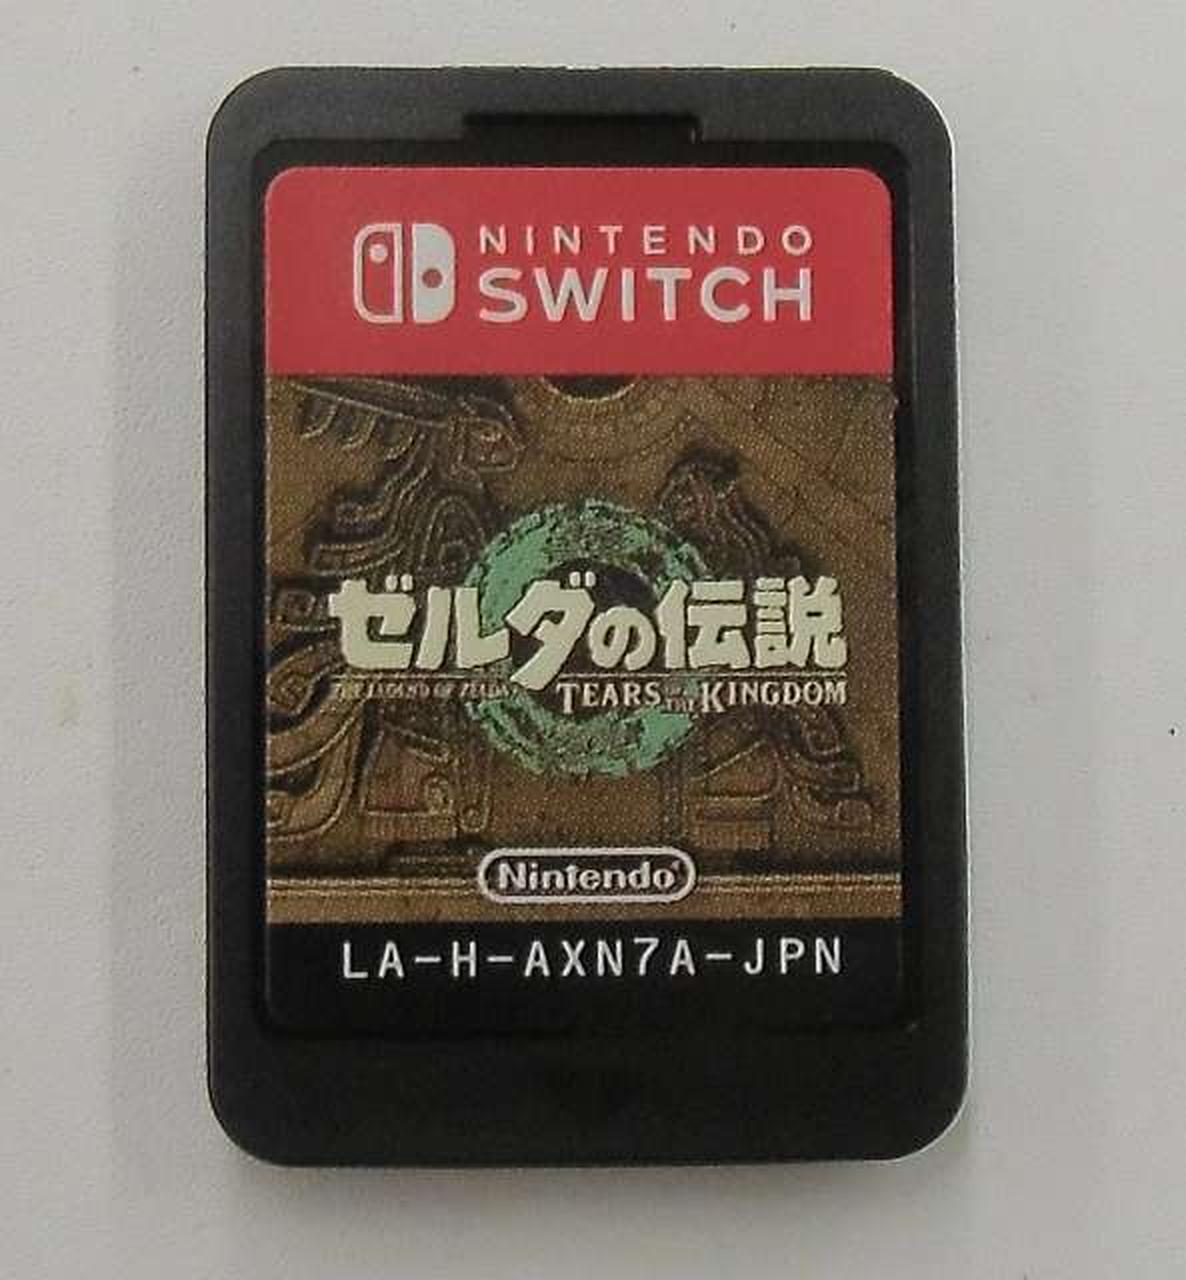 NINTENDO
SWITCH
ゼルダの伝説
THE LEGEND OF ZELDA TEARS OF THE KINGDOM
Nintendo
LA-H-AXN7A-JPN